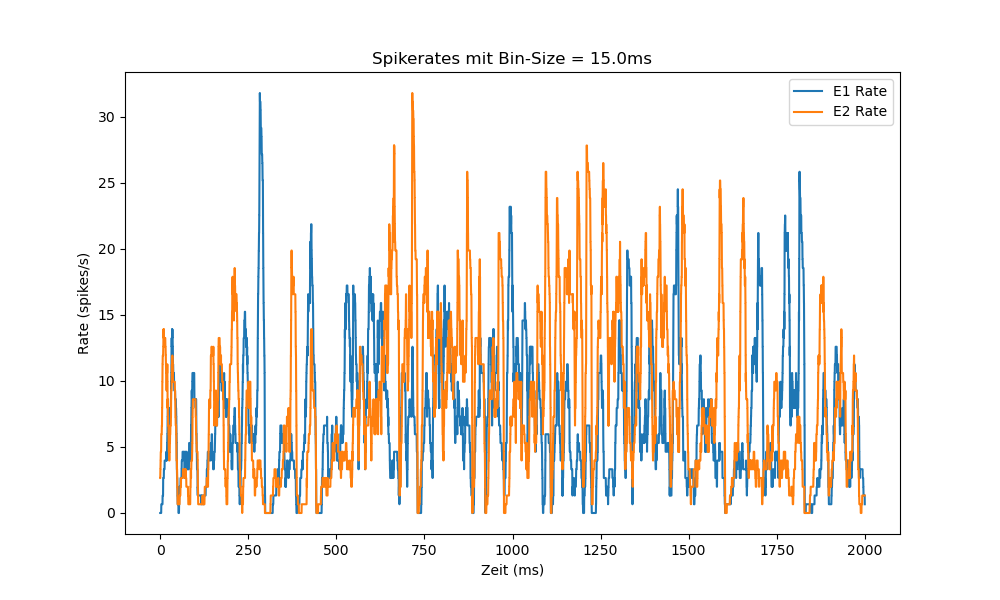 Spikerates mit Bin-Size = 15.0ms
E1 Rate
E2 Rate
30
25
20
15
10
5
0
Rate (spikes/s)
0 250 500 750 1000 1250 1500 1750 2000
Zeit (ms)